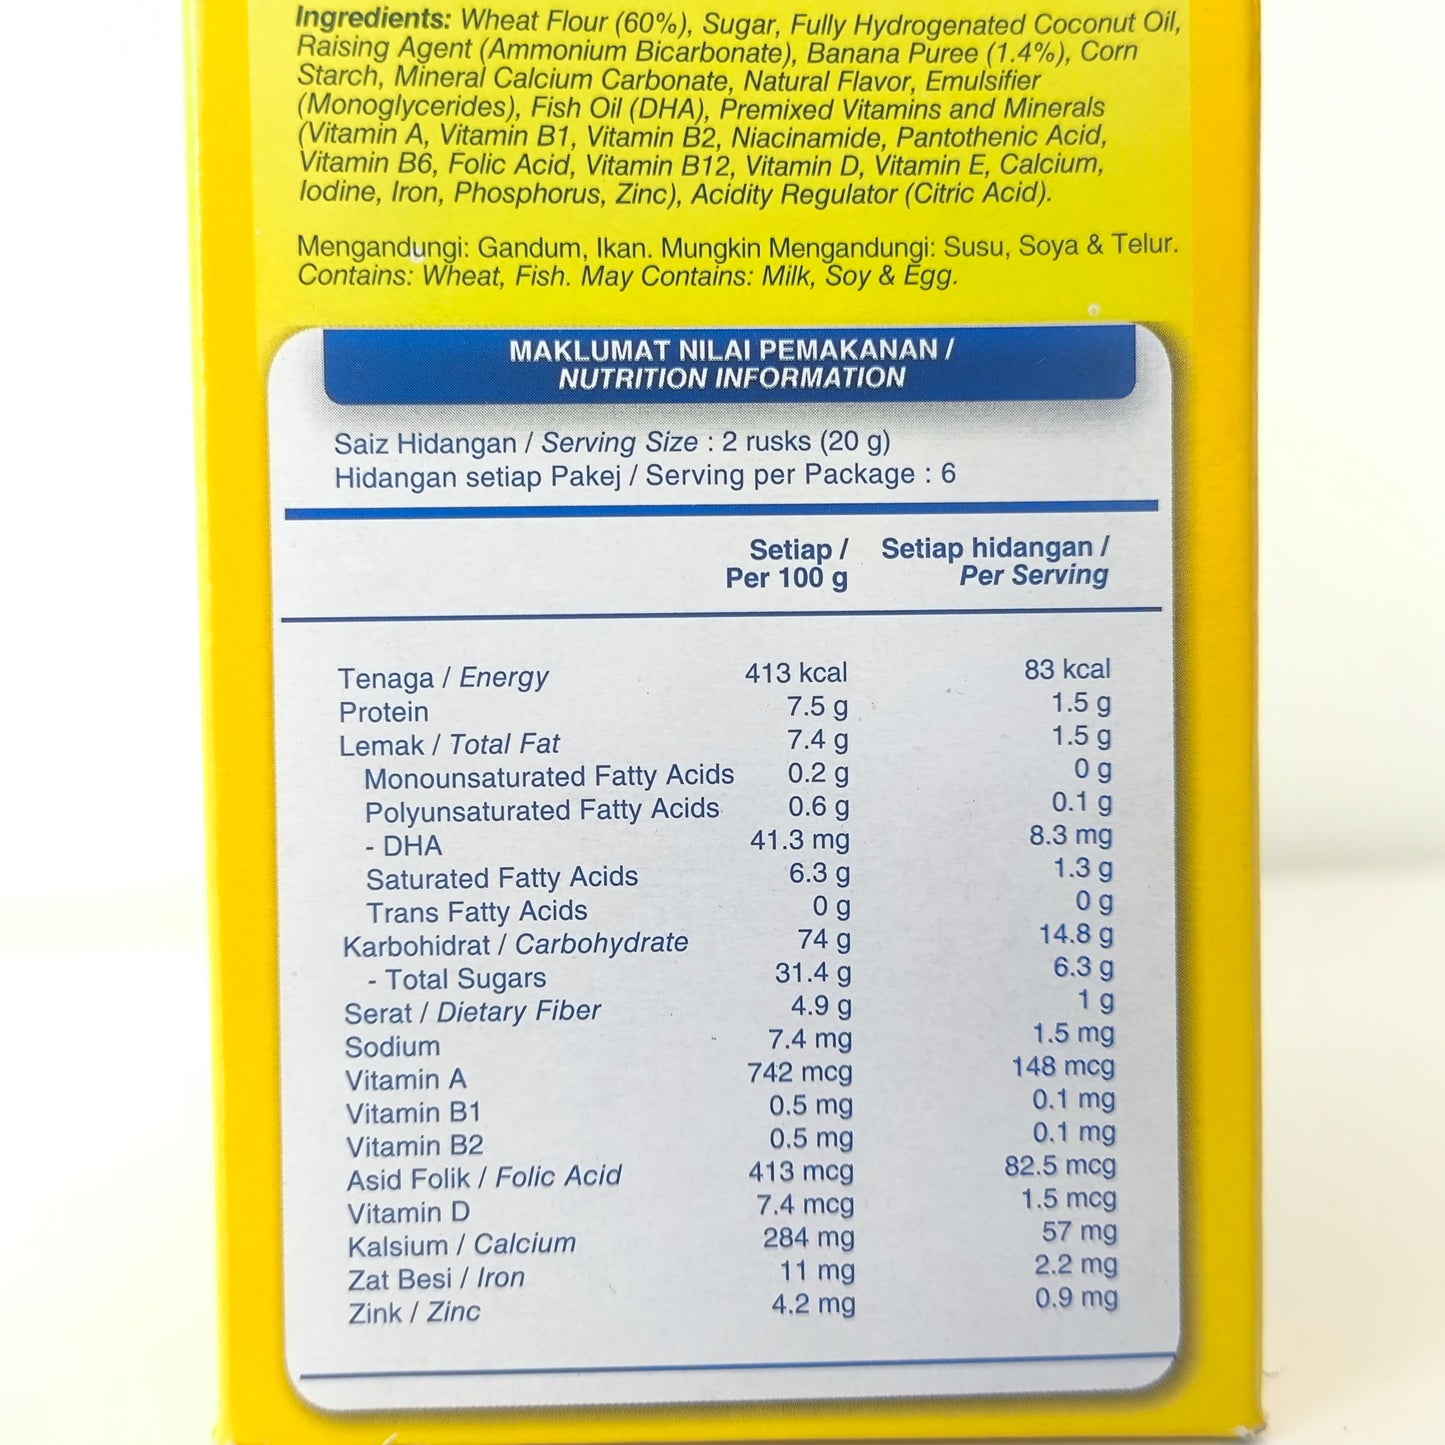 Ingredients: Wheat Flour (60%), Sugar, Fully Hydrogenated Coconut Oil,
Raising Agent (Ammonium Bicarbonate), Banana Puree (1.4%), Corn
Starch, Mineral Calcium Carbonate, Natural Flavor, Emulsifier
(Monoglycerides), Fish Oil (DHA), Premixed Vitamins and Minerals
(Vitamin A, Vitamin B1, Vitamin B2, Niacinamide, Pantothenic Acid,
Vitamin B6, Folic Acid, Vitamin B12, Vitamin D, Vitamin E, Calcium,
Iodine, Iron, Phosphorus, Zinc), Acidity Regulator (Citric Acid).
Mengandungi: Gandum, Ikan. Mungkin Mengandungi: Susu, Soya & Telur.
Contains: Wheat, Fish. May Contains: Milk, Soy & Egg.
MAKLUMAT NILAI PEMAKANAN /
NUTRITION INFORMATION
Saiz Hidangan / Serving Size : 2 rusks (20 g)
Hidangan setiap Pakej / Serving per Package : 6
Setiap / Setiap hidangan /
Per 100 g Per Serving
Tenaga / Energy 413 kcal 83 kcal
Protein 7.5 g 1.5 g
Lemak / Total Fat 7.4 g 1.5 g
Monounsaturated Fatty Acids 0.2 g 0 g
Polyunsaturated Fatty Acids 0.6 g 0.1 g
- DHA 41.3 mg 8.3 mg
Saturated Fatty Acids 6.3 g 1.3 g
Trans Fatty Acids 0 g 0 g
Karbohidrat / Carbohydrate 74 g 14.8 g
- Total Sugars 31.4 g 6.3 g
Serat / Dietary Fiber 4.9 g 1 g
Sodium 7.4 mg 1.5 mg
Vitamin A 742 mcg 148 mcg
Vitamin B1 0.5 mg 0.1 mg
Vitamin B2 0.5 mg 0.1 mg
Asid Folik / Folic Acid 413 mcg 82.5 mcg
Vitamin D 7.4 mcg 1.5 mcg
Kalsium / Calcium 284 mg 57 mg
Zat Besi / Iron 11 mg 2.2 mg
Zink / Zinc 4.2 mg 0.9 mg